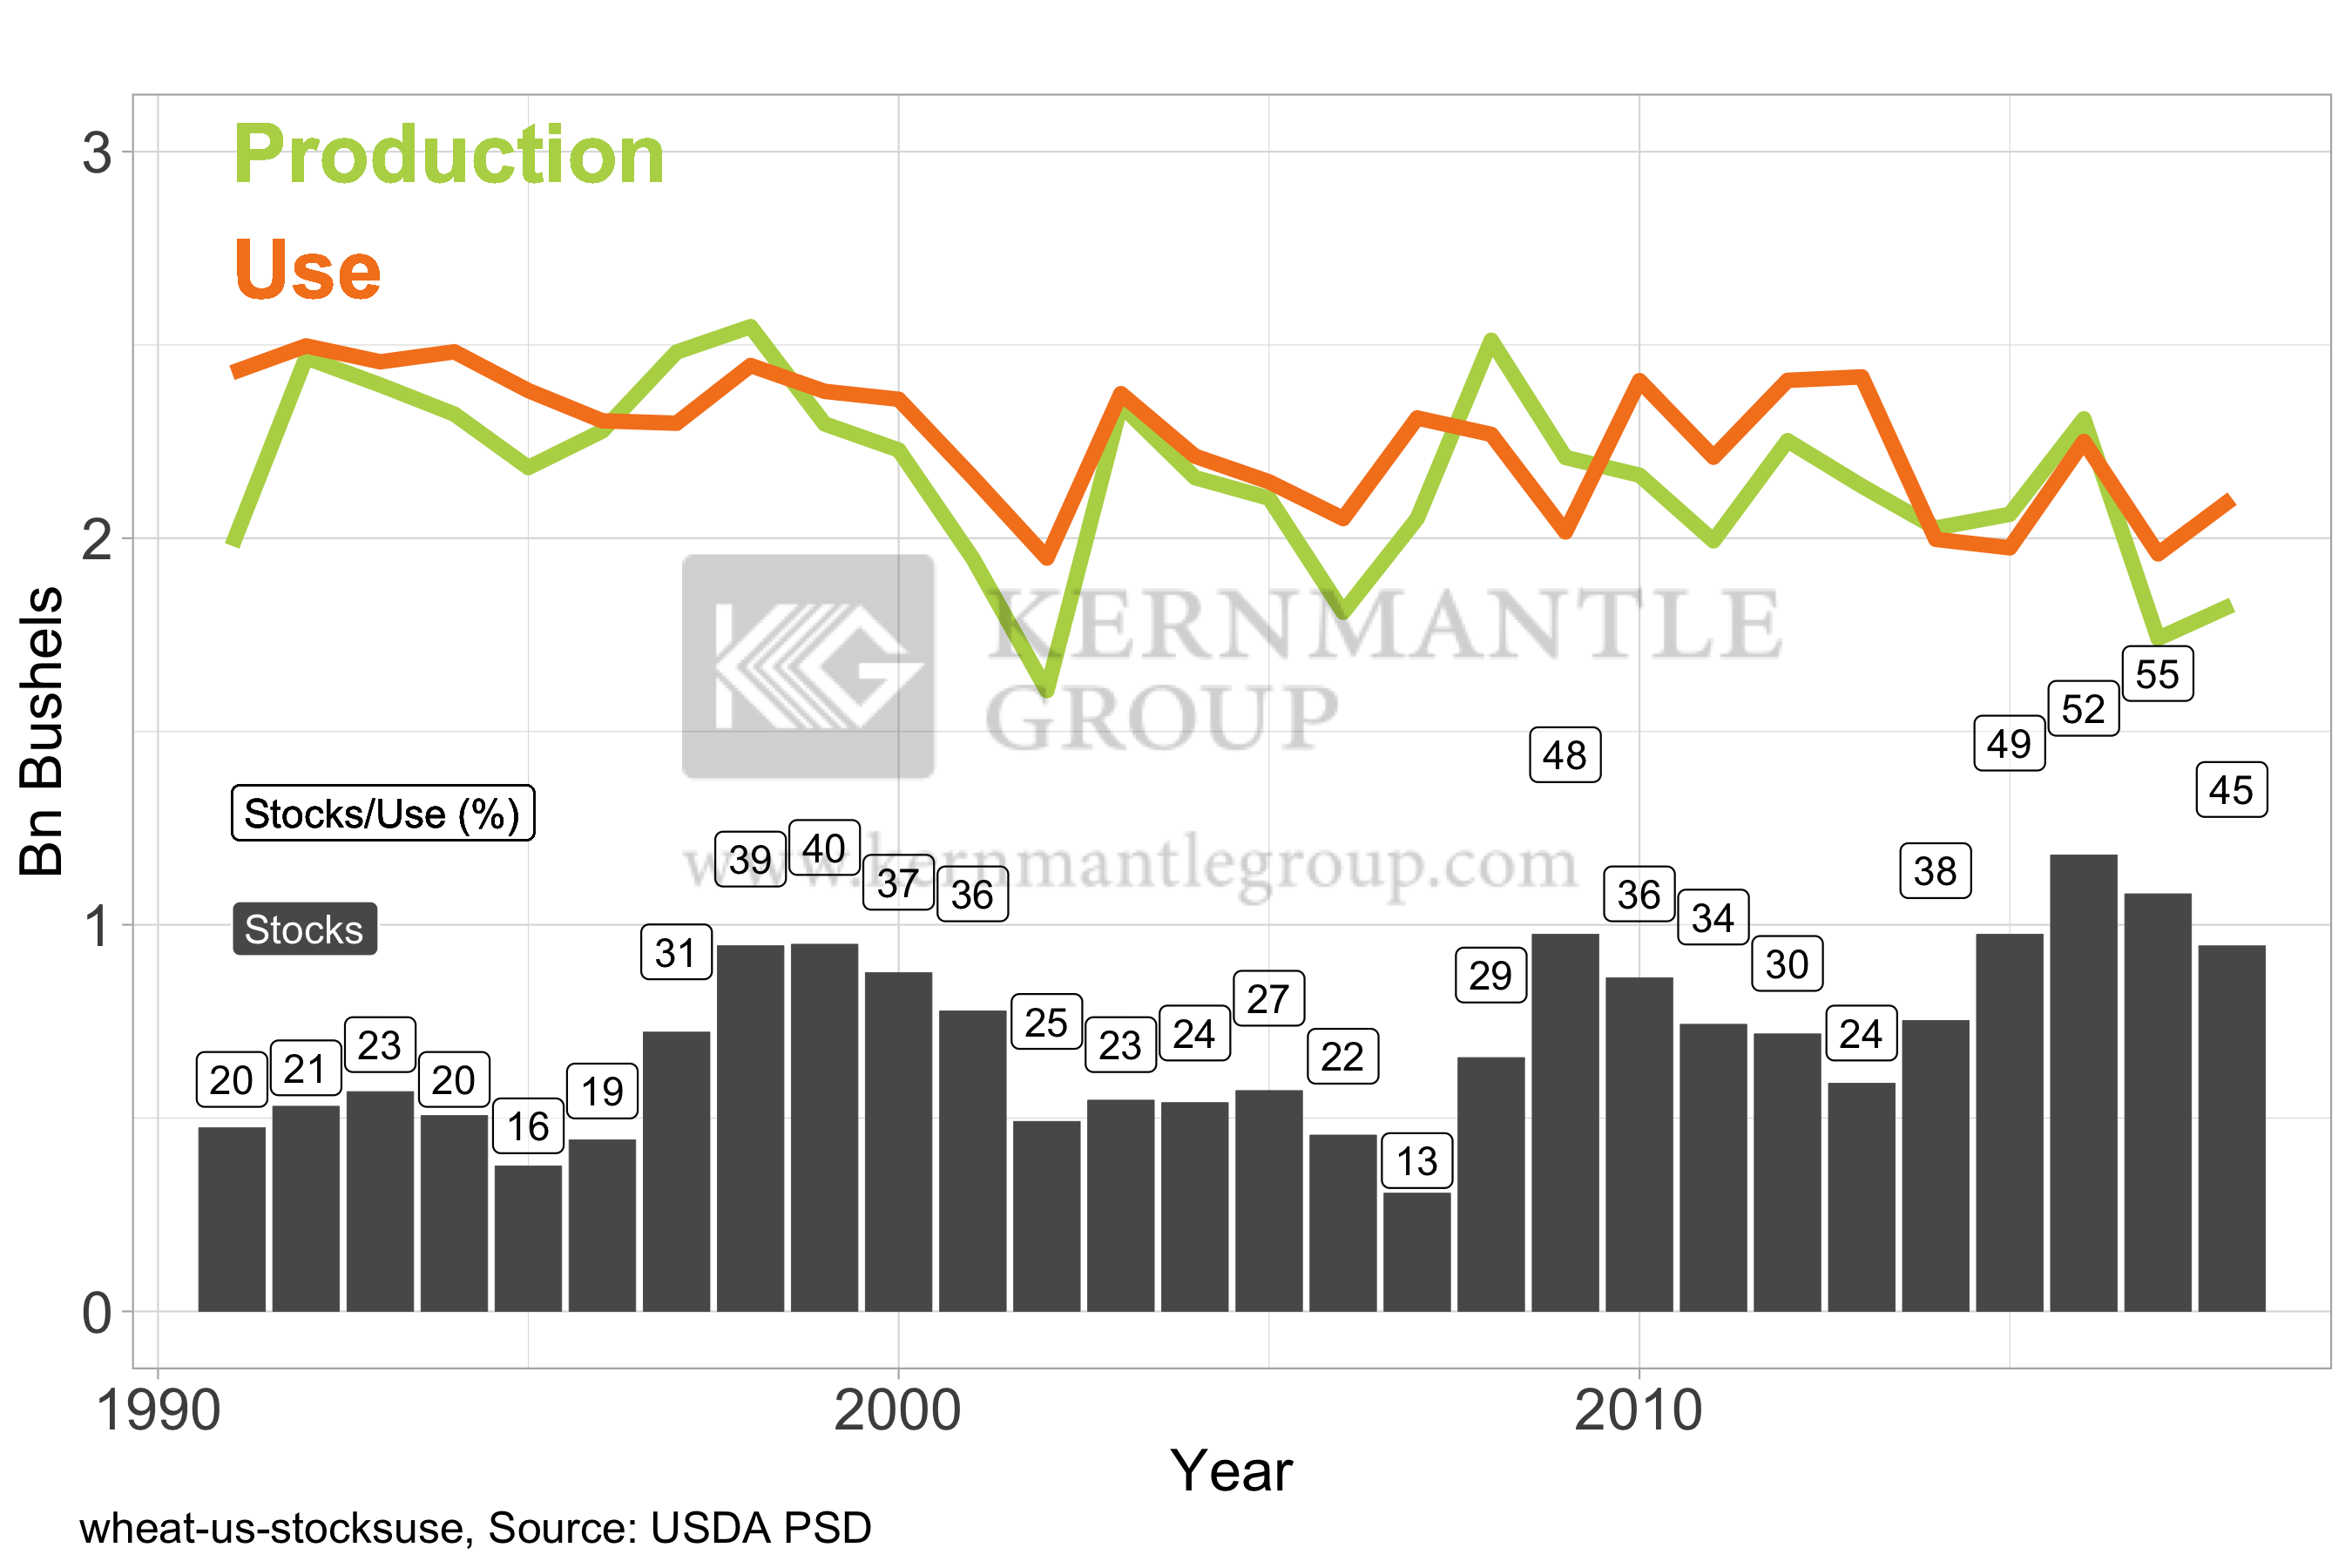 Production
Use
3
2
1
0
Bn Bushels
KERNMANTLE
GROUP
KG
www.kernmantlegroup.com
Stocks/Use (%)
Stocks
20 21 23 20 16 19 31 39 40 37 36 25 23 24 27 22 13 29 48 36 34 30 24 38 49 52 55 45
1990 2000 2010
Year
wheat-us-stocksuse, Source: USDA PSD